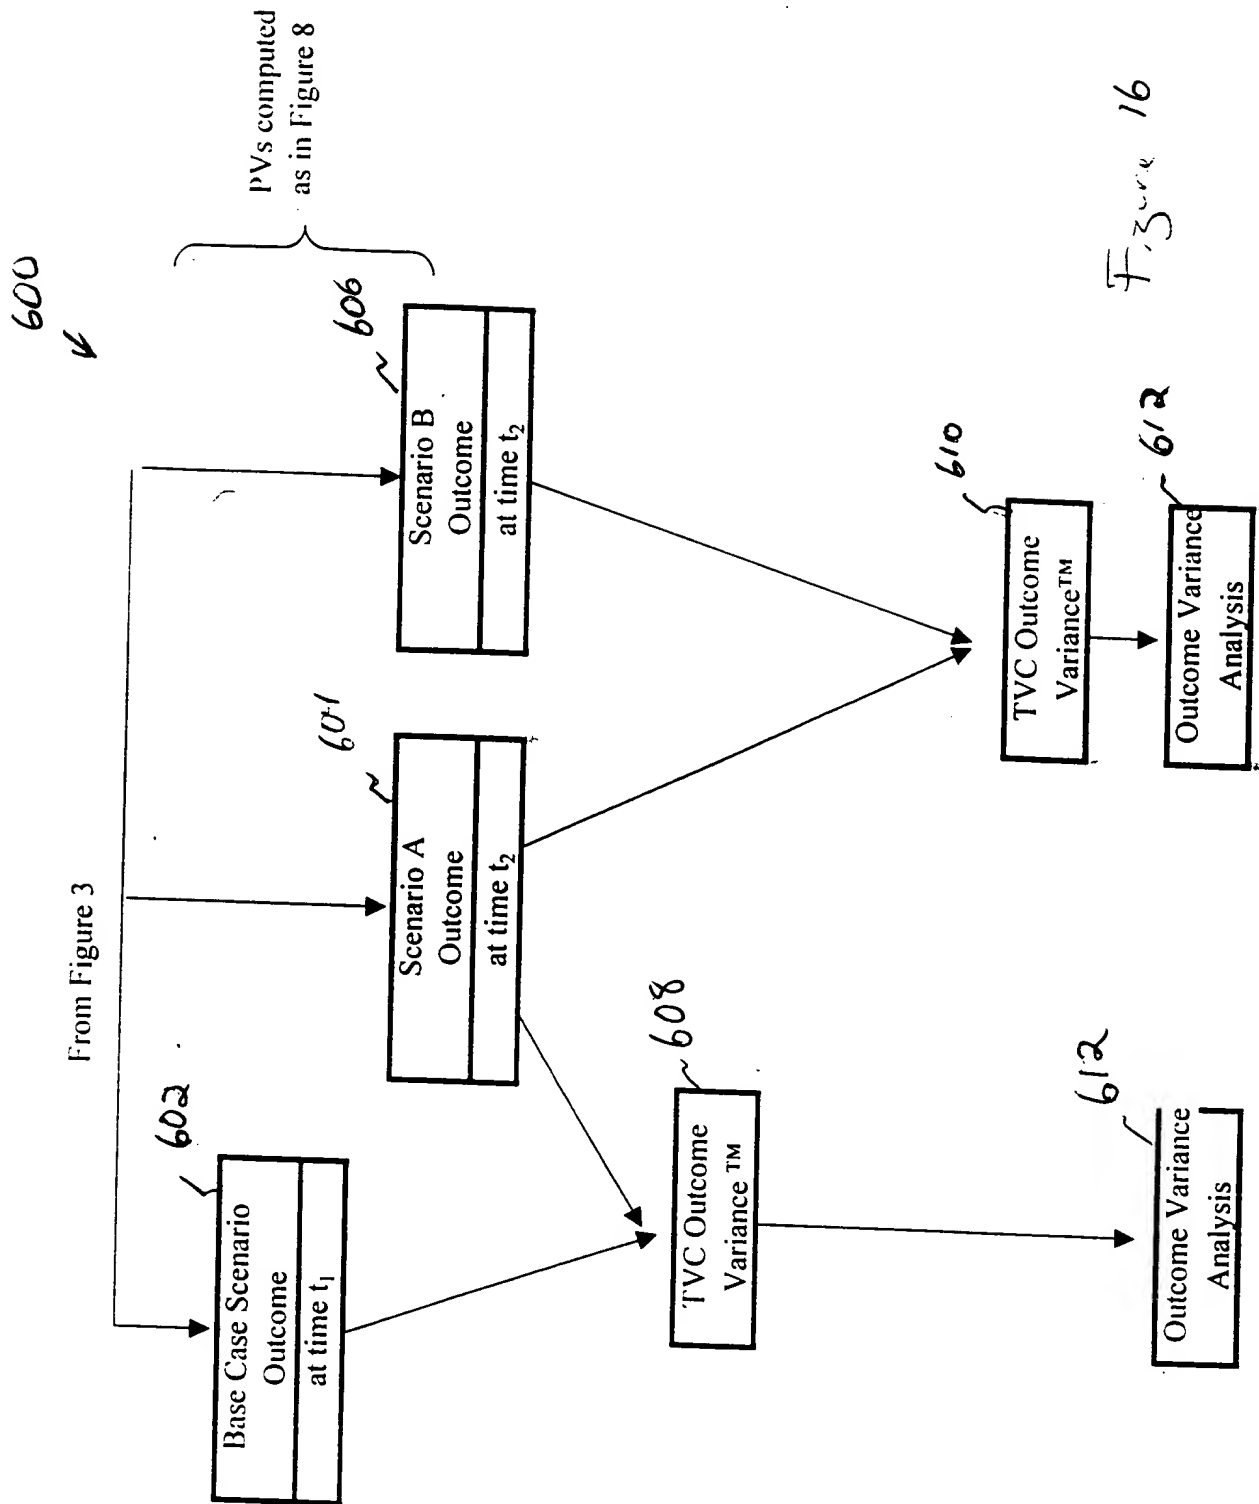 600
From Figure 3
PVs computed
as in Figure 8
602
Base Case Scenario
Outcome
at time t₁
601
Scenario A
Outcome
at time t₂
606
Scenario B
Outcome
at time t₂
608
TVC Outcome
Variance™
610
TVC Outcome
Variance™
612
Outcome Variance
Analysis
612
Outcome Variance
Analysis
Figure 16